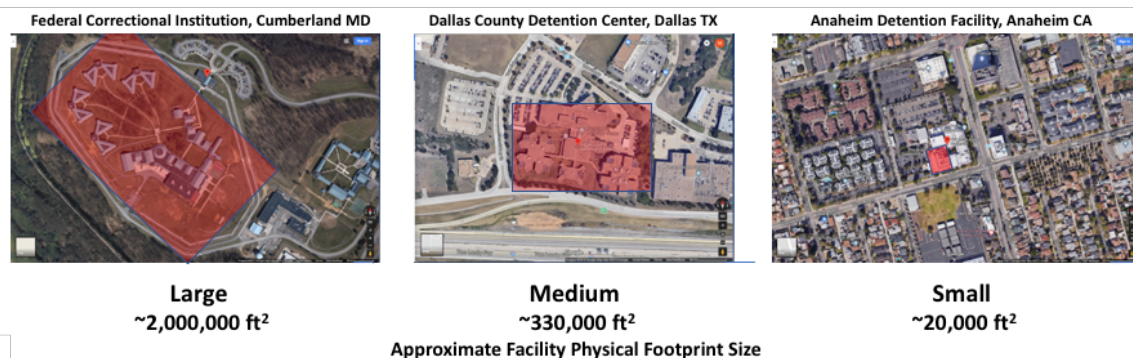 Federal Correctional Institution, Cumberland MD
Dallas County Detention Center, Dallas TX
Anaheim Detention Facility, Anaheim CA
Large
~2,000,000 ft²
Medium
~330,000 ft²
Small
~20,000 ft²
Approximate Facility Physical Footprint Size